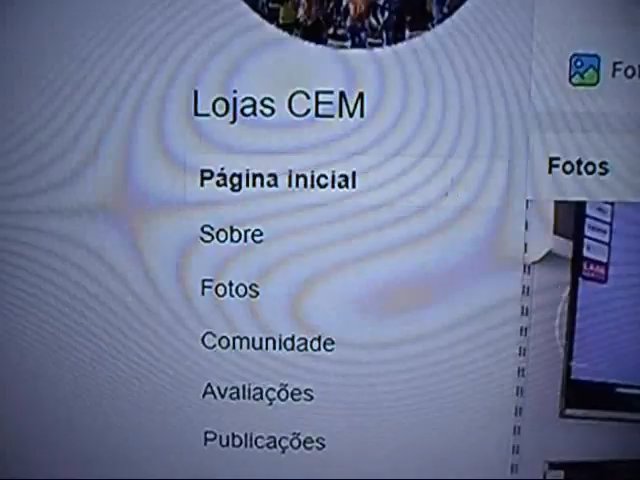 Lojas CEM
Página inicial
Sobre
Fotos
Comunidade
Avaliações
Publicações
Fotos